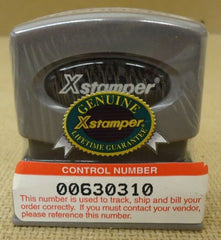 Xstamper®
GENUINE
Xstamper®
LIFETIME GUARANTEE
CONTROL NUMBER
00630310
This number is used to track, ship and bill your
order correctly. If you must contact your vendor,
please reference this number.